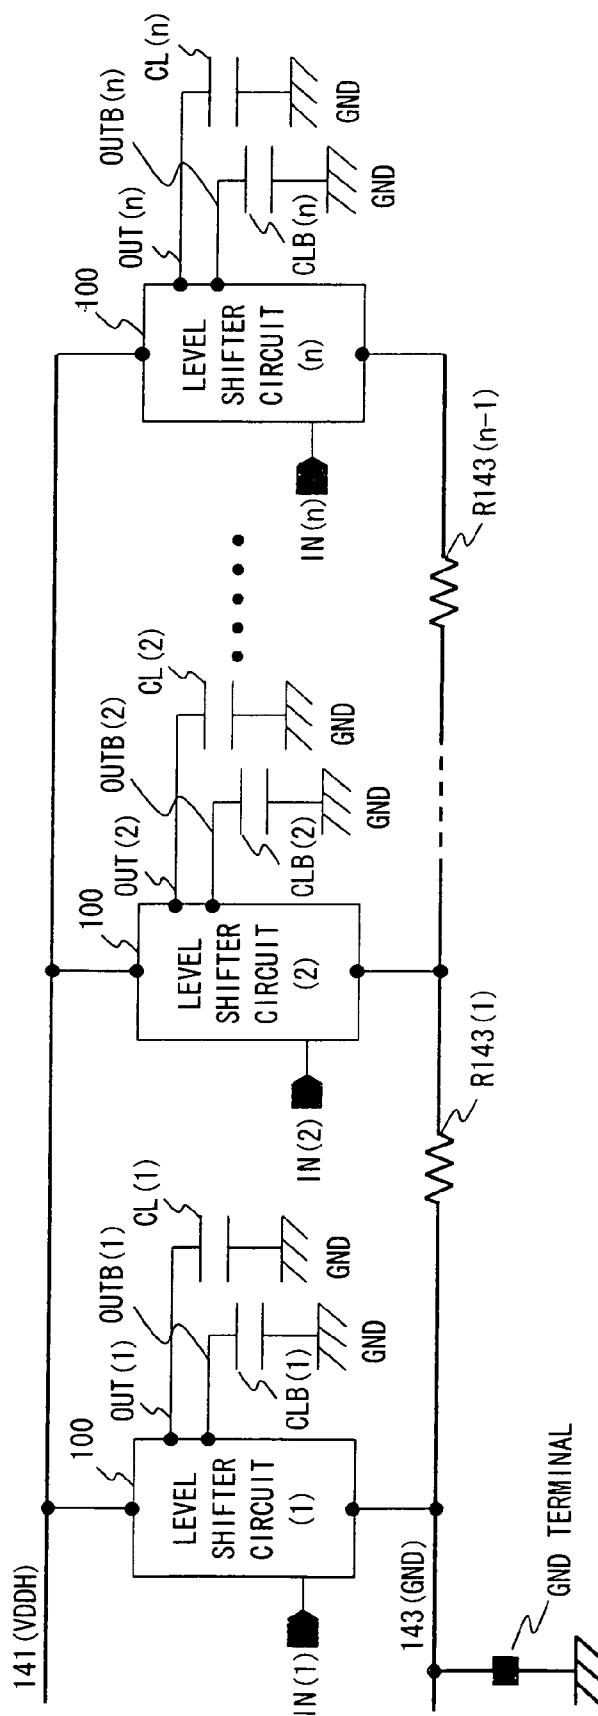 141(VDDH)
IN(1)
100
LEVEL
SHIFTER
CIRCUIT
(1)
OUT(1)
OUTB(1)
CL(1)
CLB(1)
GND
GND
143(GND)
GND TERMINAL
R143(1)
IN(2)
100
LEVEL
SHIFTER
CIRCUIT
(2)
OUT(2)
OUTB(2)
CL(2)
CLB(2)
GND
GND
R143(n-1)
IN(n)
100
LEVEL
SHIFTER
CIRCUIT
(n)
OUT(n)
OUTB(n)
CL(n)
CLB(n)
GND
GND